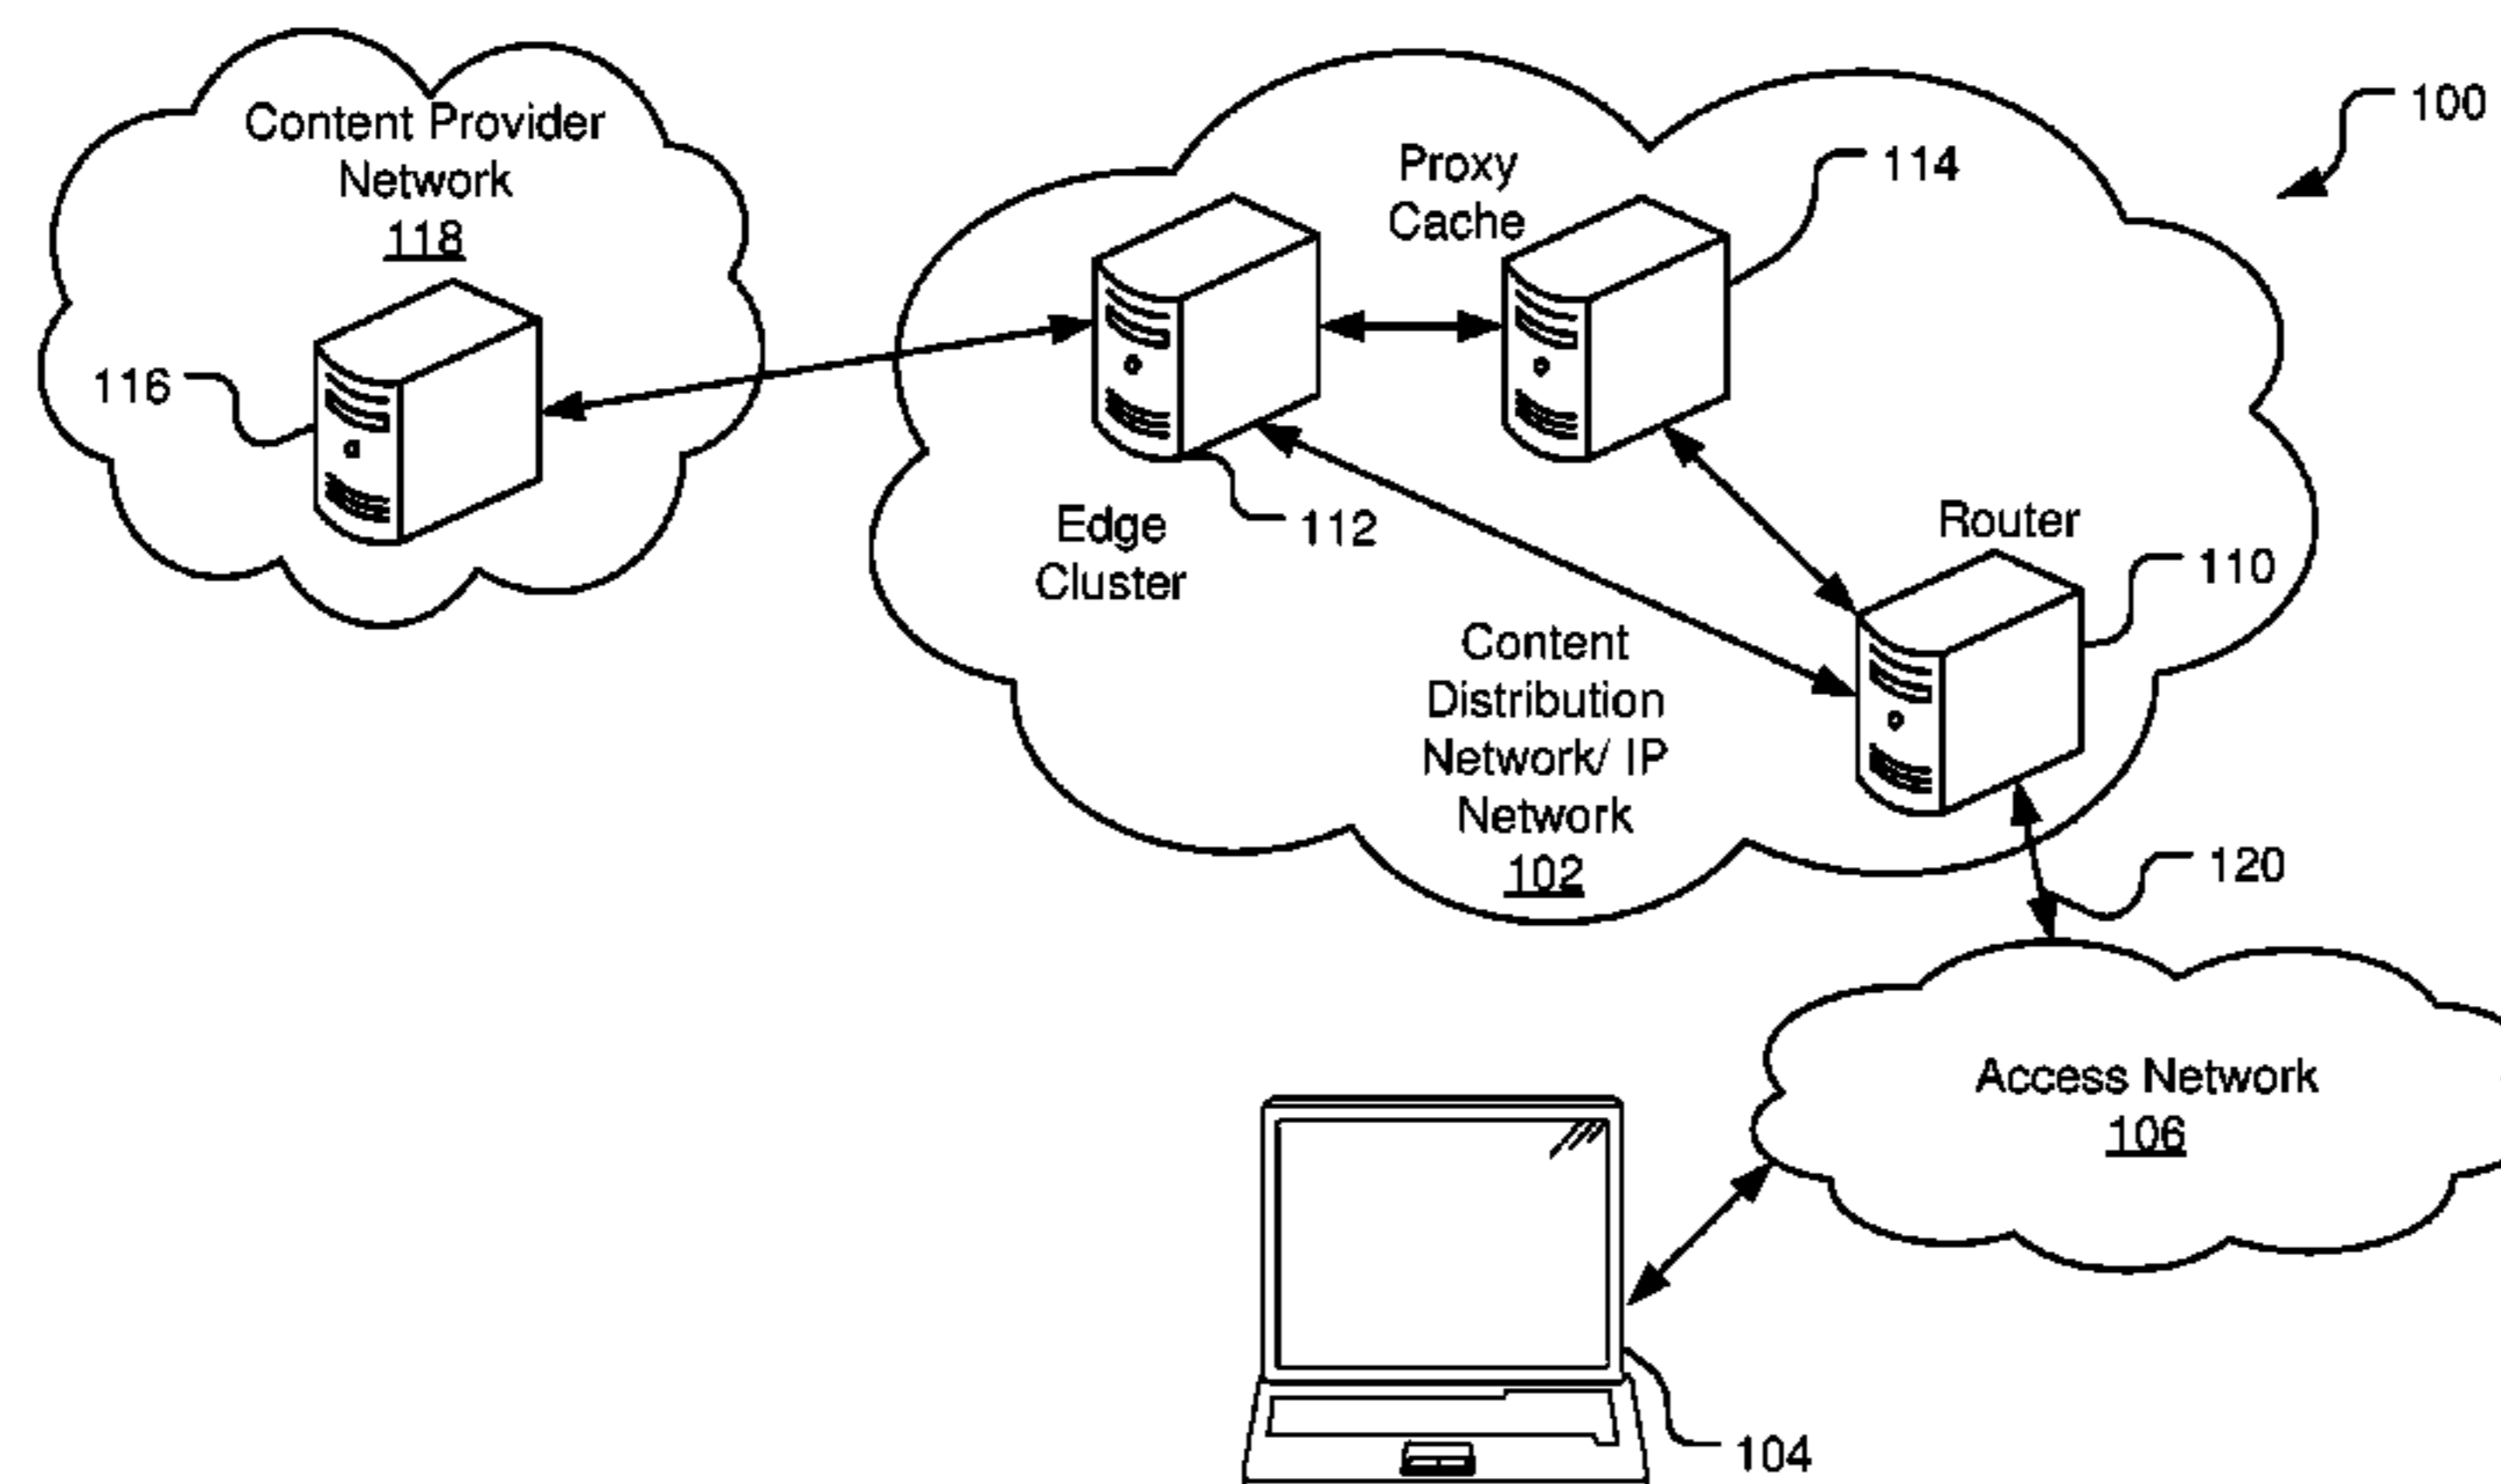 Content Provider
Network
118
116
100
Proxy
Cache
114
Edge
Cluster
112
Router
110
Content
Distribution
Network/ IP
Network
102
120
Access Network
106
104